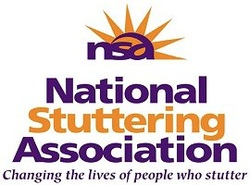 nsa
National
Stuttering
Association
Changing the lives of people who stutter